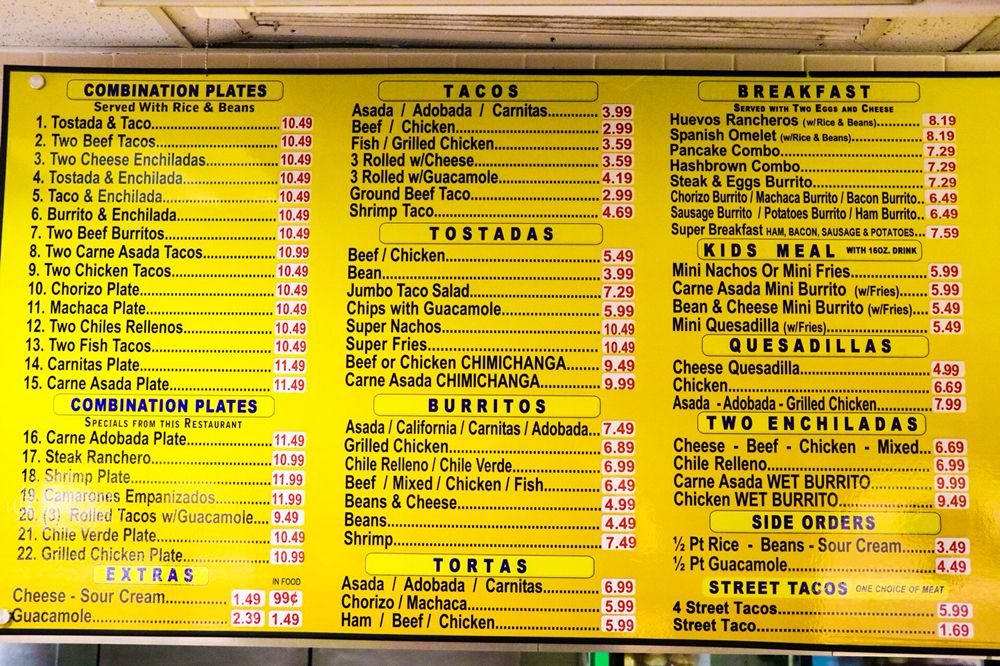 COMBINATION PLATES
Served With Rice & Beans
1. Tostada & Taco 10.49
2. Two Beef Tacos 10.49
3. Two Cheese Enchiladas 10.49
4. Tostada & Enchilada 10.49
5. Taco & Enchilada 10.49
6. Burrito & Enchilada 10.49
7. Two Beef Burritos 10.49
8. Two Carne Asada Tacos 10.99
9. Two Chicken Tacos 10.49
10. Chorizo Plate 10.49
11. Machaca Plate 10.49
12. Two Chiles Rellenos 10.49
13. Two Fish Tacos 10.49
14. Carnitas Plate 11.49
15. Carne Asada Plate 11.49
COMBINATION PLATES
SPECIALS FROM THIS RESTAURANT
16. Carne Adobada Plate 11.49
17. Steak Ranchero 10.99
18. Shrimp Plate 11.99
19. Camarones Empanizados 11.99
20. (3) Rolled Tacos w/Guacamole 9.49
21. Chile Verde Plate 10.49
22. Grilled Chicken Plate 10.99
EXTRAS
IN FOOD
Cheese - Sour Cream 1.49 99¢
Guacamole 2.39 1.49
TACOS
Asada / Adobada / Carnitas 3.99
Beef / Chicken 2.99
Fish / Grilled Chicken 3.59
3 Rolled w/Cheese 3.59
3 Rolled w/Guacamole 4.19
Ground Beef Taco 2.99
Shrimp Taco 4.69
TOSTADAS
Beef / Chicken 5.49
Bean 3.99
Jumbo Taco Salad 7.29
Chips with Guacamole 5.99
Super Nachos 10.49
Super Fries 10.49
Beef or Chicken CHIMICHANGA 9.49
Carne Asada CHIMICHANGA 9.99
BURRITOS
Asada / California / Carnitas / Adobada 7.49
Grilled Chicken 6.89
Chile Relleno / Chile Verde 6.99
Beef / Mixed / Chicken / Fish 6.49
Beans & Cheese 4.99
Beans 4.49
Shrimp 7.49
TORTAS
Asada / Adobada / Carnitas 6.99
Chorizo / Machaca 5.99
Ham / Beef / Chicken 5.99
BREAKFAST
SERVED WITH TWO EGGS AND CHEESE
Huevos Rancheros (w/Rice & Beans) 8.19
Spanish Omelet (w/Rice & Beans) 8.19
Pancake Combo 7.29
Hashbrown Combo 7.29
Steak & Eggs Burrito 7.29
Chorizo Burrito / Machaca Burrito / Bacon Burrito 6.49
Sausage Burrito / Potatoes Burrito / Ham Burrito 6.49
Super Breakfast HAM, BACON, SAUSAGE & POTATOES 7.59
KIDS MEAL WITH 16OZ. DRINK
Mini Nachos Or Mini Fries 5.99
Carne Asada Mini Burrito (w/Fries) 5.99
Bean & Cheese Mini Burrito (w/Fries) 5.49
Mini Quesadilla (w/Fries) 5.49
QUESADILLAS
Cheese Quesadilla 4.99
Chicken 6.69
Asada - Adobada - Grilled Chicken 7.99
TWO ENCHILADAS
Cheese - Beef - Chicken - Mixed 6.69
Chile Relleno 6.99
Carne Asada WET BURRITO 9.99
Chicken WET BURRITO 9.49
SIDE ORDERS
½ Pt Rice - Beans - Sour Cream 3.49
½ Pt Guacamole 4.49
STREET TACOS ONE CHOICE OF MEAT
4 Street Tacos 5.99
Street Taco 1.69